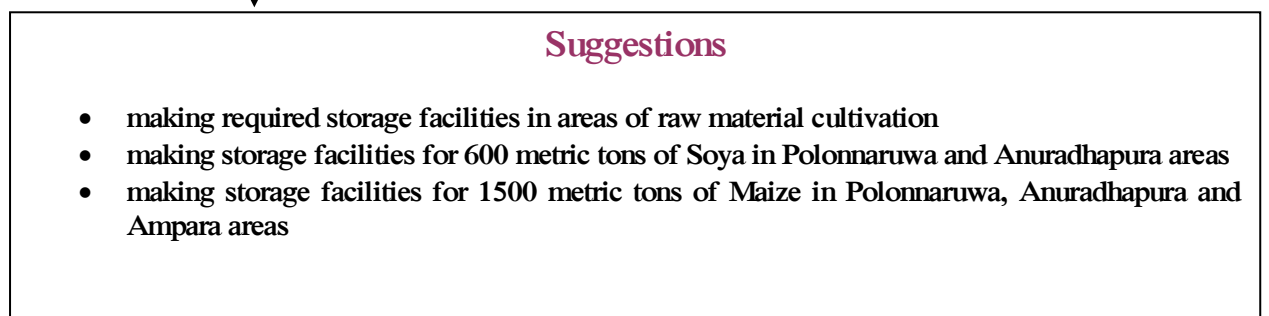 Suggestions
• making required storage facilities in areas of raw material cultivation
• making storage facilities for 600 metric tons of Soya in Polonnaruwa and Anuradhapura areas
• making storage facilities for 1500 metric tons of Maize in Polonnaruwa, Anuradhapura and
Ampara areas